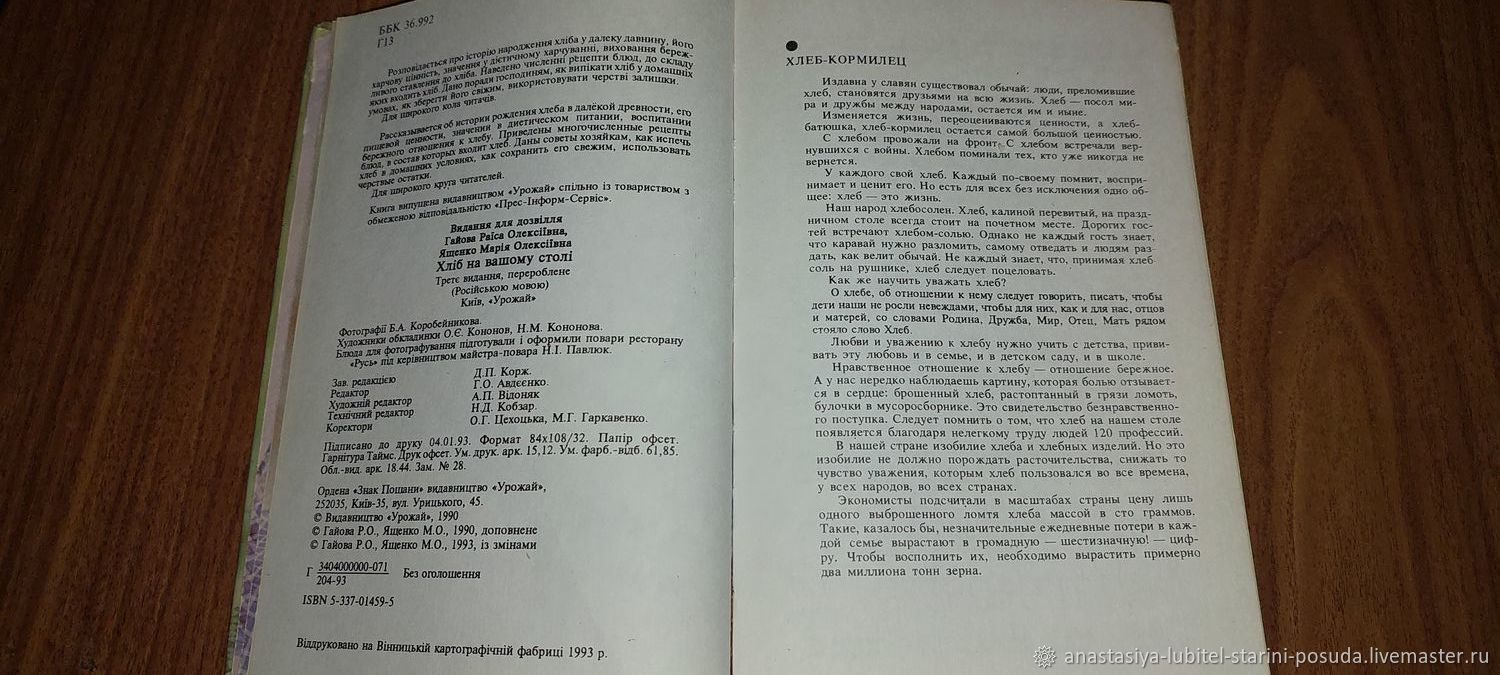 ББК 36.992
Г13
Розповідається про історію народження хліба у далеку давнину, його
харчову цінність, значення у дієтичному харчуванні, виховання береж-
ливого ставлення до хліба. Наведено численні рецепти блюд, до складу
яких входить хліб. Дано поради господиням, як випікати хліб у домашніх
умовах, як зберегти його свіжим, використовувати черстві залишки.
Для широкого кола читачів.
Рассказывается об истории рождения хлеба в далёкой древности, его
пищевой ценности, значении в диетическом питании, воспитании
бережного отношения к хлебу. Приведены многочисленные рецепты
блюд, в состав которых входит хлеб. Даны советы хозяйкам, как испечь
хлеб в домашних условиях, как сохранить его свежим, использовать
черствые остатки.
Для широкого круга читателей.
Книга випущена видавництвом «Урожай» спільно із товариством з
обмеженою відповідальністю «Прес-Інформ-Сервіс».
Видання для дозвілля
Гайова Раїса Олексіївна,
Ященко Марія Олексіївна
Хліб на вашому столі
Третє видання, перероблене
(Російською мовою)
Київ, «Урожай»
Фотографії Б.А. Коробейникова.
Художники обкладинки О.Є. Кононов, Н.М. Кононова.
Блюда для фотографування підготували і оформили повари ресторану
«Русь» під керівництвом майстра-повара Н.І. Павлюк.
Зав. редакцією Д.П. Корж.
Редактор Г.О. Авдєєнко.
Художній редактор А.П. Відоняк
Технічний редактор Н.Д. Кобзар.
Коректори О.Г. Цехоцька, М.Г. Гаркавенко.
Підписано до друку 04.01.93. Формат 84х108/32. Папір офсет.
Гарнітура Таймс. Друк офсет. Ум. друк. арк. 15,12. Ум. фарб.-відб. 61,85.
Обл.-вид. арк. 18.44. Зам. № 28.
Ордена «Знак Пошани» видавництво «Урожай»,
252035, Київ-35, вул. Урицького, 45.
© Видавництво «Урожай», 1990
© Гайова Р.О., Ященко М.О., 1990, доповнене
© Гайова Р.О., Ященко М.О., 1993, із змінами
Г 3404000000-071
204-93 Без оголошення
ISBN 5-337-01459-5
Віддруковано на Вінницькій картографічній фабриці 1993 р.
ХЛЕБ-КОРМИЛЕЦ
Издавна у славян существовал обычай: люди, преломившие
хлеб, становятся друзьями на всю жизнь. Хлеб — посол ми-
ра и дружбы между народами, остается им и ныне.
Изменяется жизнь, переоцениваются ценности, а хлеб-
батюшка, хлеб-кормилец остается самой большой ценностью.
С хлебом провожали на фронт. С хлебом встречали вер-
нувшихся с войны. Хлебом поминали тех, кто уже никогда не
вернется.
У каждого свой хлеб. Каждый по-своему помнит, воспри-
нимает и ценит его. Но есть для всех без исключения одно об-
щее: хлеб — это жизнь.
Наш народ хлебосолен. Хлеб, калиной перевитый, на празд-
ничном столе всегда стоит на почетном месте. Дорогих гос-
тей встречают хлебом-солью. Однако не каждый гость знает,
что каравай нужно разломить, самому отведать и людям раз-
дать, как велит обычай. Не каждый знает, что, принимая хлеб-
соль на рушнике, хлеб следует поцеловать.
Как же научить уважать хлеб?
О хлебе, об отношении к нему следует говорить, писать, чтобы
дети наши не росли невеждами, чтобы для них, как и для нас, отцов
и матерей, со словами Родина, Дружба, Мир, Отец, Мать рядом
стояло слово Хлеб.
Любви и уважению к хлебу нужно учить с детства, приви-
вать эту любовь и в семье, и в детском саду, и в школе.
Нравственное отношение к хлебу — отношение бережное.
А у нас нередко наблюдаешь картину, которая болью отзывает-
ся в сердце: брошенный хлеб, растоптанный в грязи ломоть,
булочки в мусоросборнике. Это свидетельство безнравственно-
го поступка. Следует помнить о том, что хлеб на нашем столе
появляется благодаря нелегкому труду людей 120 профессий.
В нашей стране изобилие хлеба и хлебных изделий. Но это
изобилие не должно порождать расточительства, снижать то
чувство уважения, которым хлеб пользовался во все времена,
у всех народов, во всех странах.
Экономисты подсчитали в масштабах страны цену лишь
одного выброшенного ломтя хлеба массой в сто граммов.
Такие, казалось бы, незначительные ежедневные потери в каж-
дой семье вырастают в громадную — шестизначную! — циф-
ру. Чтобы восполнить их, необходимо вырастить примерно
два миллиона тонн зерна.
anastasiya-lubitel-starini-posuda.livemaster.ru